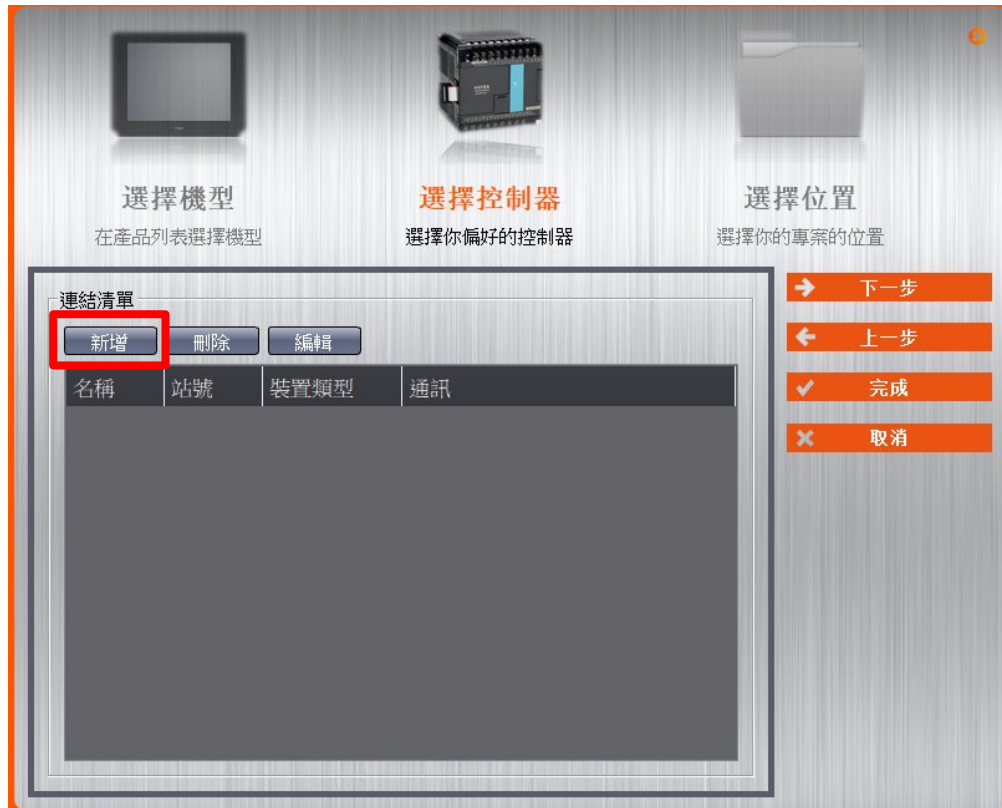 選擇機型
在產品列表選擇機型
選擇控制器
選擇你偏好的控制器
選擇位置
選擇你的專案的位置
連結清單
新增 刪除 編輯
名稱 站號 裝置類型 通訊
下一步
上一步
完成
取消